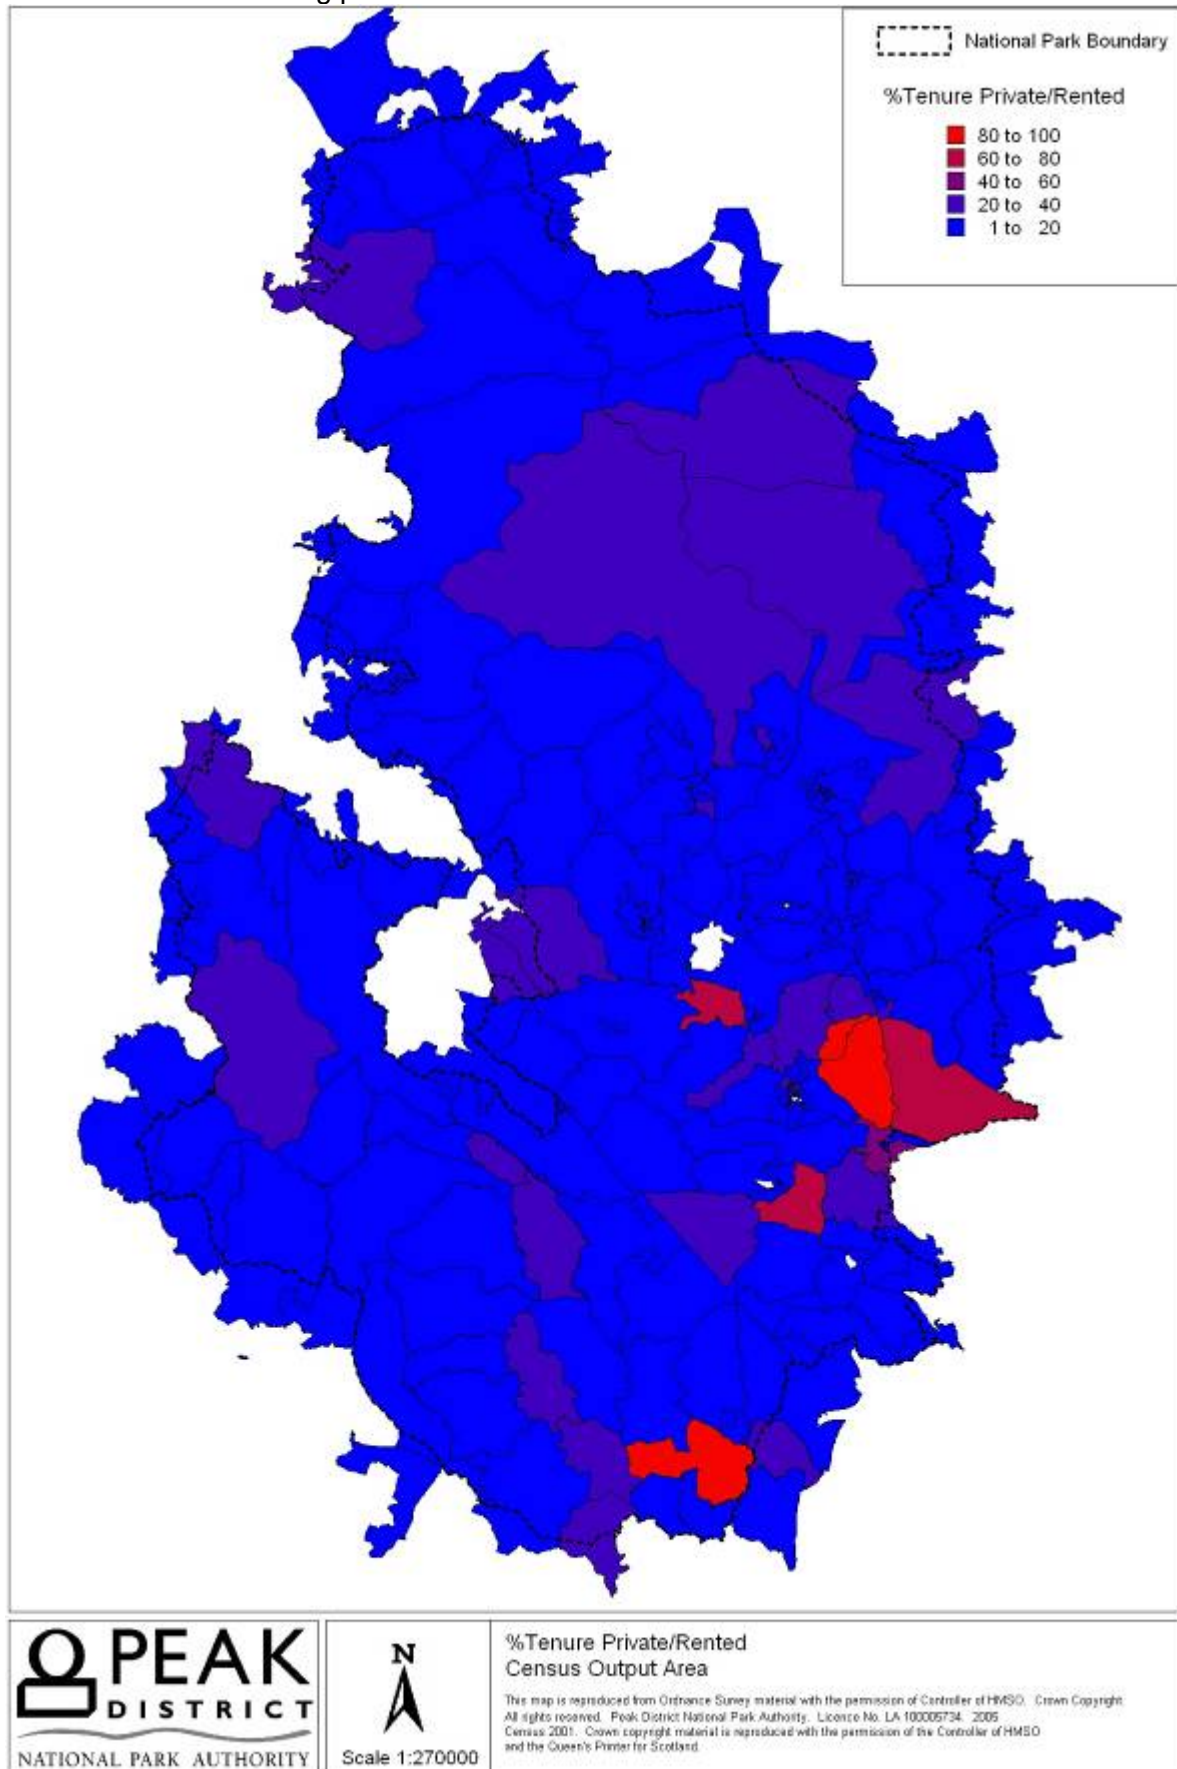 National Park Boundary
%Tenure Private/Rented
80 to 100
60 to 80
40 to 60
20 to 40
1 to 20
PEAK
DISTRICT
NATIONAL PARK AUTHORITY
N
Scale 1:270000
%Tenure Private/Rented
Census Output Area
This map is reproduced from Ordnance Survey material with the permission of Controller of HMSO. Crown Copyright.
All rights reserved. Peak District National Park Authority. Licence No. LA 100005734. 2005
Census 2001. Crown copyright material is reproduced with the permission of the Controller of HMSO
and the Queen's Printer for Scotland.